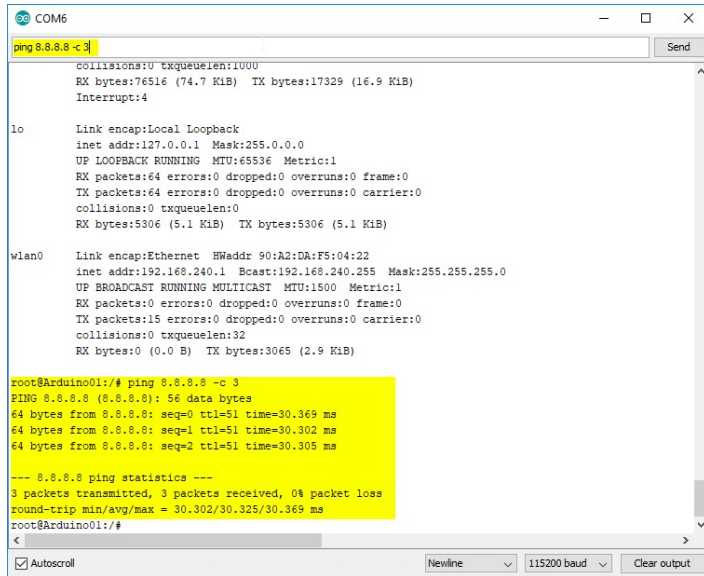 COM6
ping 8.8.8.8 -c 3
Send
collisions:0 txqueuelen:1000
RX bytes:76516 (74.7 KiB)  TX bytes:17329 (16.9 KiB)
Interrupt:4
lo        Link encap:Local Loopback
inet addr:127.0.0.1  Mask:255.0.0.0
UP LOOPBACK RUNNING  MTU:65536  Metric:1
RX packets:64 errors:0 dropped:0 overruns:0 frame:0
TX packets:64 errors:0 dropped:0 overruns:0 carrier:0
collisions:0 txqueuelen:0
RX bytes:5306 (5.1 KiB)  TX bytes:5306 (5.1 KiB)
wlan0     Link encap:Ethernet  HWaddr 90:A2:DA:F5:04:22
inet addr:192.168.240.1  Bcast:192.168.240.255  Mask:255.255.255.0
UP BROADCAST RUNNING MULTICAST  MTU:1500  Metric:1
RX packets:0 errors:0 dropped:0 overruns:0 frame:0
TX packets:15 errors:0 dropped:0 overruns:0 carrier:0
collisions:0 txqueuelen:32
RX bytes:0 (0.0 B)  TX bytes:3065 (2.9 KiB)
root@Arduino01:/# ping 8.8.8.8 -c 3
PING 8.8.8.8 (8.8.8.8): 56 data bytes
64 bytes from 8.8.8.8: seq=0 ttl=51 time=30.369 ms
64 bytes from 8.8.8.8: seq=1 ttl=51 time=30.302 ms
64 bytes from 8.8.8.8: seq=2 ttl=51 time=30.305 ms
--- 8.8.8.8 ping statistics ---
3 packets transmitted, 3 packets received, 0% packet loss
round-trip min/avg/max = 30.302/30.325/30.369 ms
root@Arduino01:/#
Autoscroll
Newline
115200 baud
Clear output